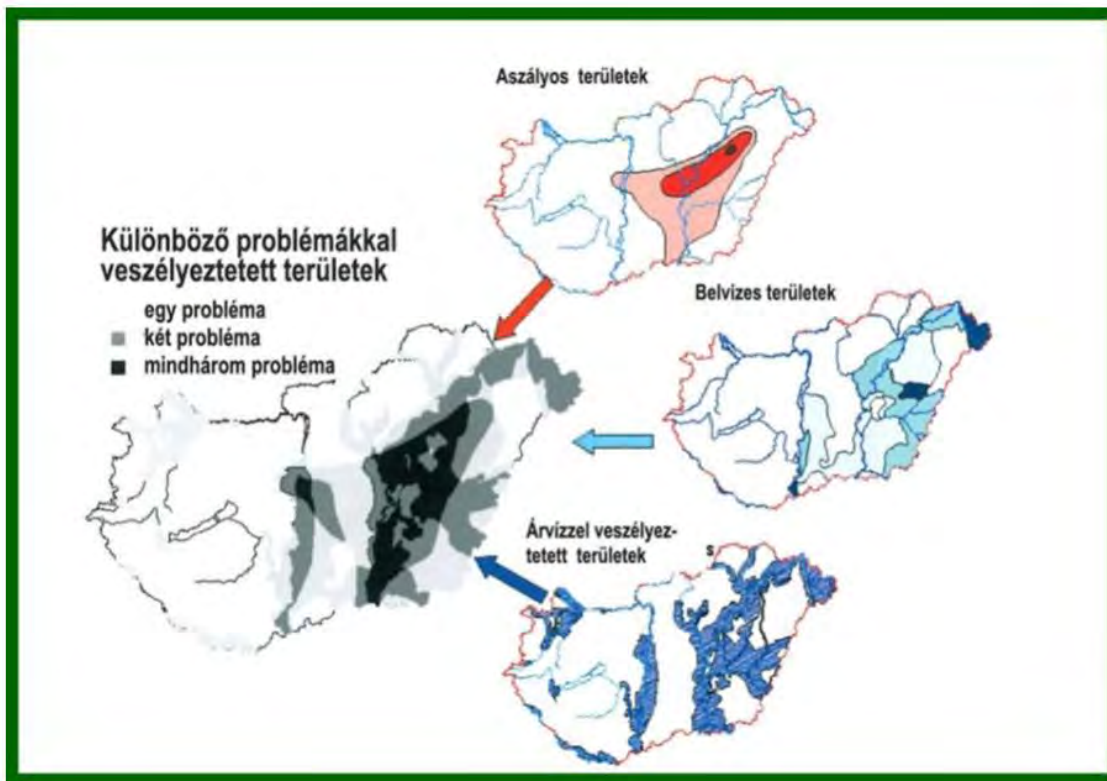 Aszályos területek
Különböző problémákkal
veszélyeztetett területek
egy probléma
két probléma
mindhárom probléma
Belvizes területek
Árvízzel veszélyez-
tetett területek
s